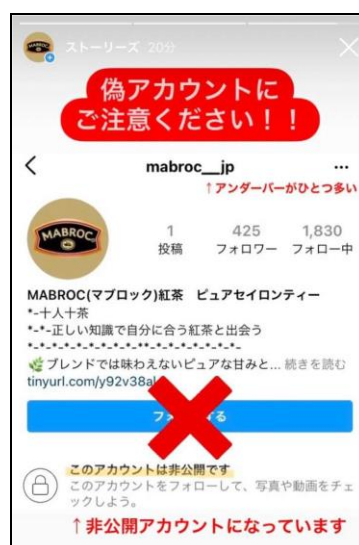 MABROC
ストーリーズ 20分
偽アカウントに
ご注意ください！！
mabroc__jp
↑アンダーバーがひとつ多い
MABROC
1 425 1,830
投稿 フォロワー フォロー中
MABROC(マブロック)紅茶 ピュアセイロンティー
*-十人十茶
*-*-正しい知識で自分に合う紅茶と出会う
*-*-*-*-*-*-*-*-**-*-*-*-*-*-
ブレンドでは味わえないピュアな甘みと... 続きを読む
tinyurl.com/y92v38al
フォローする
このアカウントは非公開です
このアカウントをフォローして、写真や動画をチェ
ックしよう。
↑非公開アカウントになっています